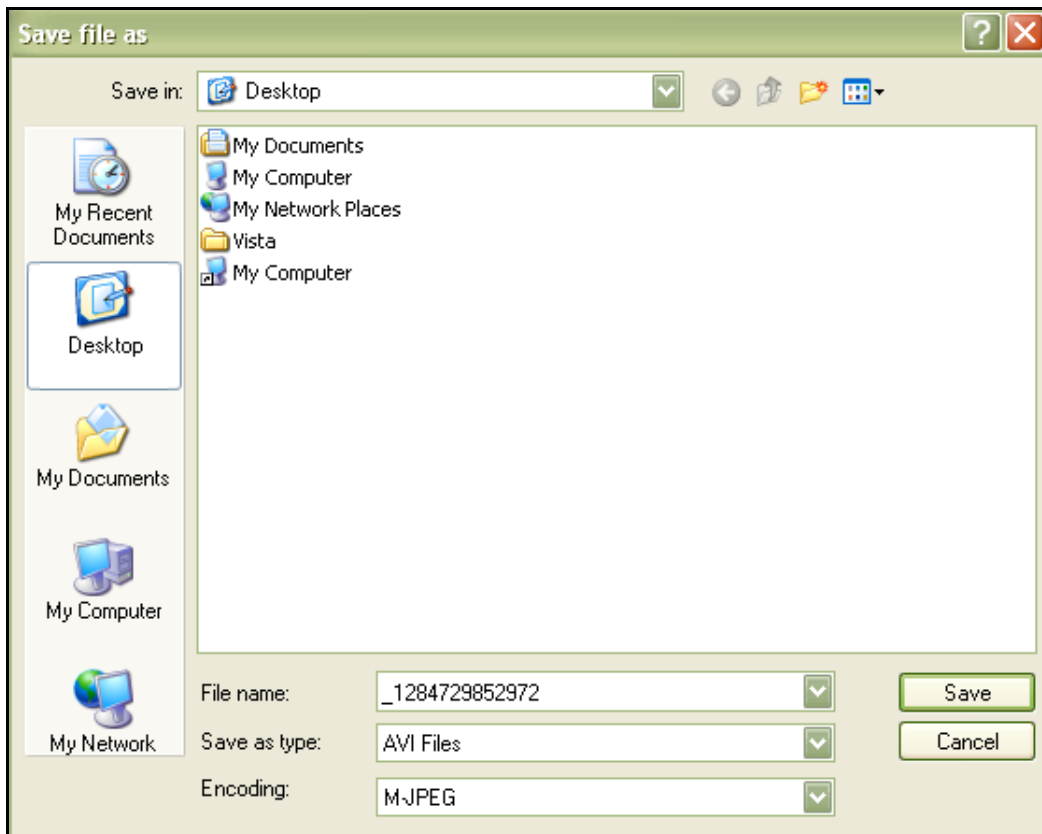 Save file as
Save in:
Desktop
My Recent
Documents
Desktop
My Documents
My Computer
My Network
My Documents
My Computer
My Network Places
Vista
My Computer
File name:
_1284729852972
Save
Save as type:
AVI Files
Cancel
Encoding:
M-JPEG